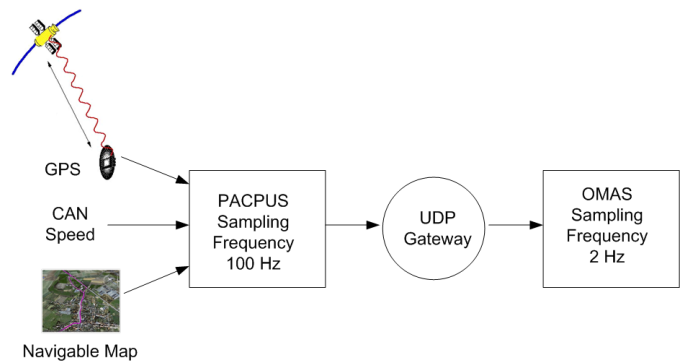 GPS
CAN
Speed
Navigable Map
PACPUS
Sampling
Frequency
100 Hz
UDP
Gateway
OMAS
Sampling
Frequency
2 Hz